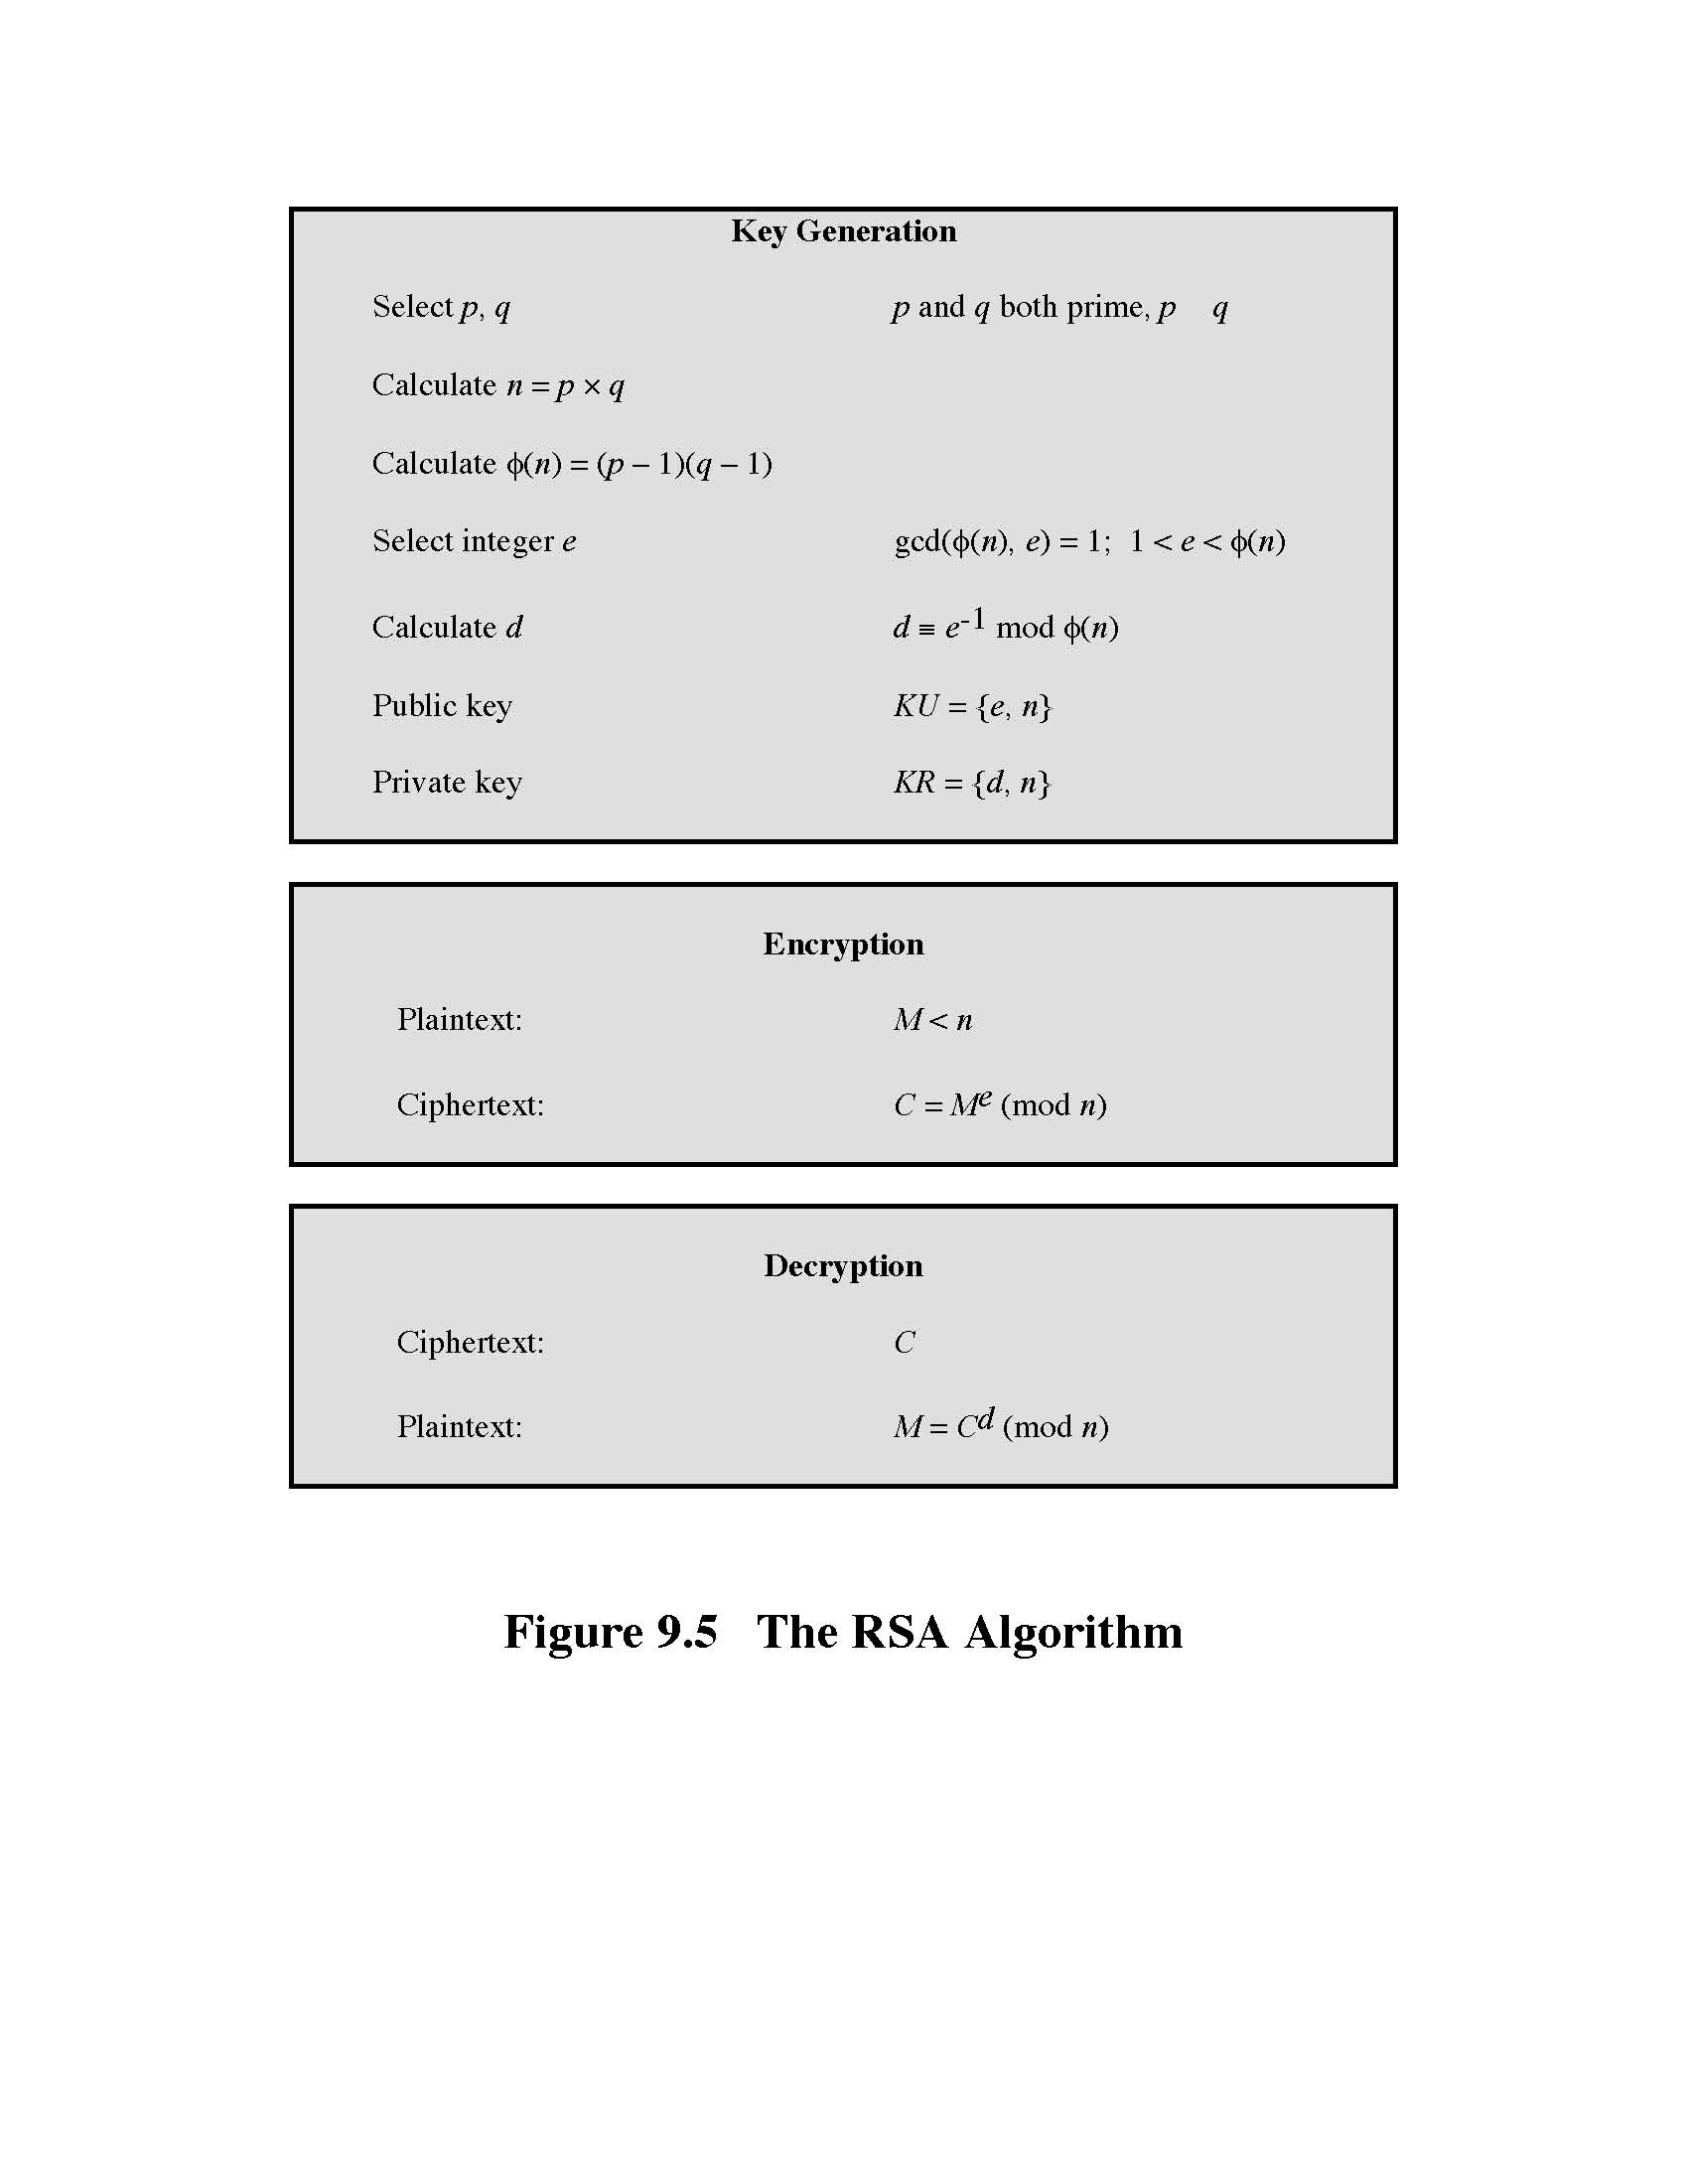 Key Generation
Select p, q p and q both prime, p q
Calculate n = p × q
Calculate ϕ(n) = (p – 1)(q – 1)
Select integer e gcd(ϕ(n), e) = 1; 1 < e < ϕ(n)
Calculate d d ≡ e-1 mod ϕ(n)
Public key KU = {e, n}
Private key KR = {d, n}
Encryption
Plaintext: M < n
Ciphertext: C = Me (mod n)
Decryption
Ciphertext: C
Plaintext: M = Cd (mod n)
Figure 9.5 The RSA Algorithm